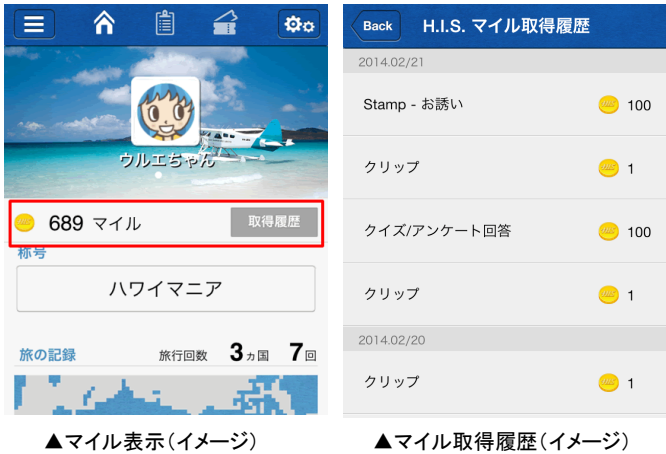 ウルエちゃん
689 マイル 取得履歴
称号
ハワイマニア
旅の記録 旅行回数 3ヵ国 7回
▲マイル表示(イメージ)
Back H.I.S. マイル取得履歴
2014.02/21
Stamp - お誘い 100
クリップ 1
クイズ/アンケート回答 100
クリップ 1
2014.02/20
クリップ 1
▲マイル取得履歴(イメージ)